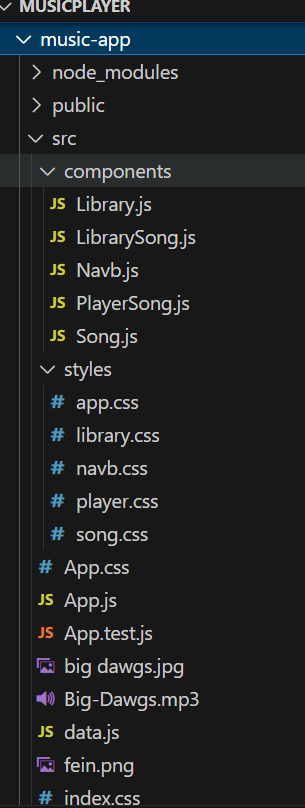 MUSICPLAYER
music-app
node_modules
public
src
components
JS Library.js
JS LibrarySong.js
JS Navb.js
JS PlayerSong.js
JS Song.js
styles
# app.css
# library.css
# navb.css
# player.css
# song.css
# App.css
JS App.js
JS App.test.js
big dawgs.jpg
Big-Dawgs.mp3
JS data.js
fein.png
# index.css